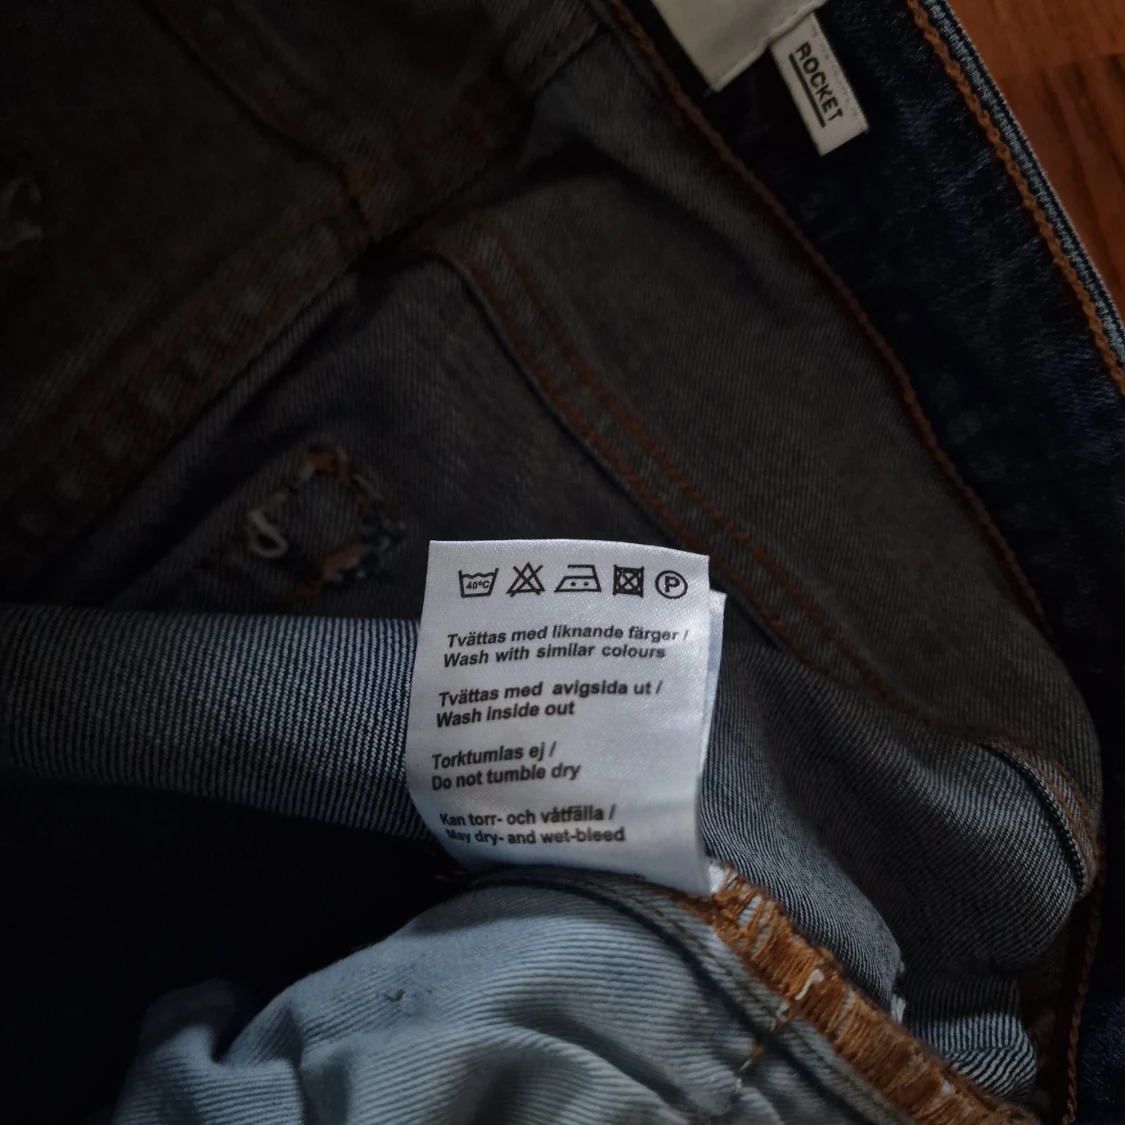 ROCKET
40°C
P
Tvättas med liknande färger /
Wash with similar colours
Tvättas med avigsida ut /
Wash inside out
Torktumlas ej /
Do not tumble dry
Kan torr- och våtfälla /
May dry- and wet-bleed